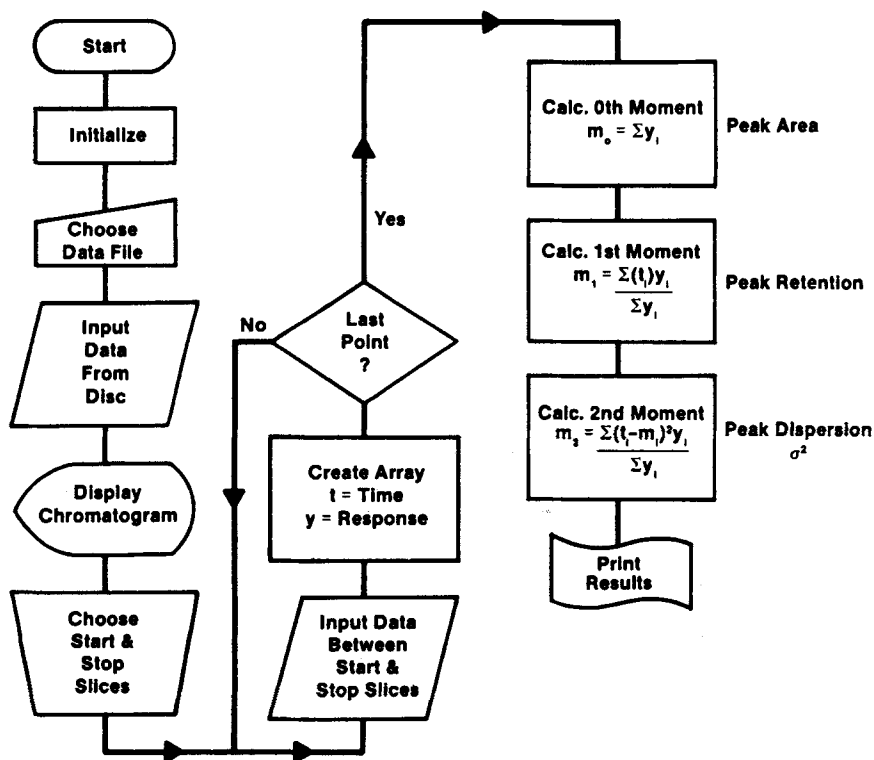 Start
Initialize
Choose
Data File
Input
Data
From
Disc
Display
Chromatogram
Choose
Start &
Stop
Slices
Input Data
Between
Start &
Stop Slices
Create Array
t = Time
y = Response
Last
Point
?
No
Yes
Calc. 0th Moment
m₀ = Σyᵢ
Peak Area
Calc. 1st Moment
m₁ = Σ(tᵢ)yᵢ
Σyᵢ
Peak Retention
Calc. 2nd Moment
m₂ = Σ(tᵢ–mᵢ)²yᵢ
Σyᵢ
Peak Dispersion
σ²
Print
Results